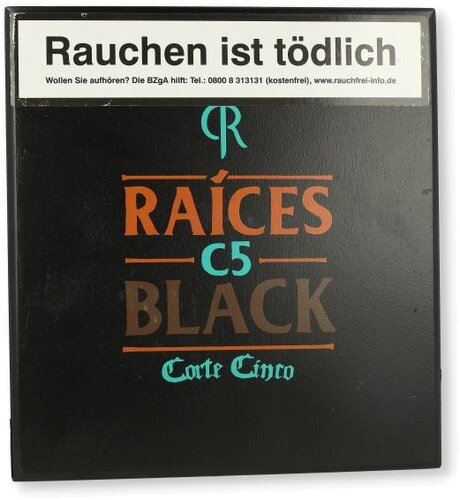 Rauchen ist tödlich
Wollen Sie aufhören? Die BZgA hilft: Tel.: 0800 8 313131 (kostenfrei), www.rauchfrei-info.de
RAÍCES
C5
BLACK
Corte Cinco